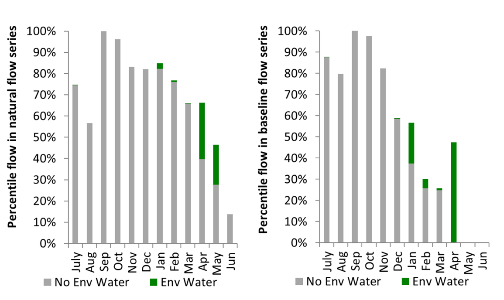 Percentile flow in natural flow series
100%
90%
80%
70%
60%
50%
40%
30%
20%
10%
0%
July
Aug
Sep
Oct
Nov
Dec
Jan
Feb
Mar
Apr
May
Jun
No Env Water
Env Water
Percentile flow in baseline flow series
100%
90%
80%
70%
60%
50%
40%
30%
20%
10%
0%
July
Aug
Sep
Oct
Nov
Dec
Jan
Feb
Mar
Apr
May
Jun
No Env Water
Env Water